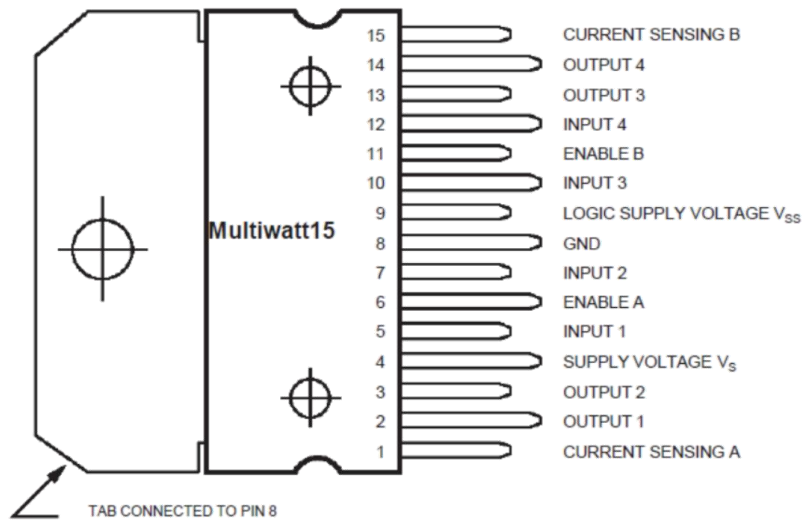 15 CURRENT SENSING B
14 OUTPUT 4
13 OUTPUT 3
12 INPUT 4
11 ENABLE B
10 INPUT 3
9 LOGIC SUPPLY VOLTAGE VSS
Multiwatt15
8 GND
7 INPUT 2
6 ENABLE A
5 INPUT 1
4 SUPPLY VOLTAGE VS
3 OUTPUT 2
2 OUTPUT 1
1 CURRENT SENSING A
TAB CONNECTED TO PIN 8